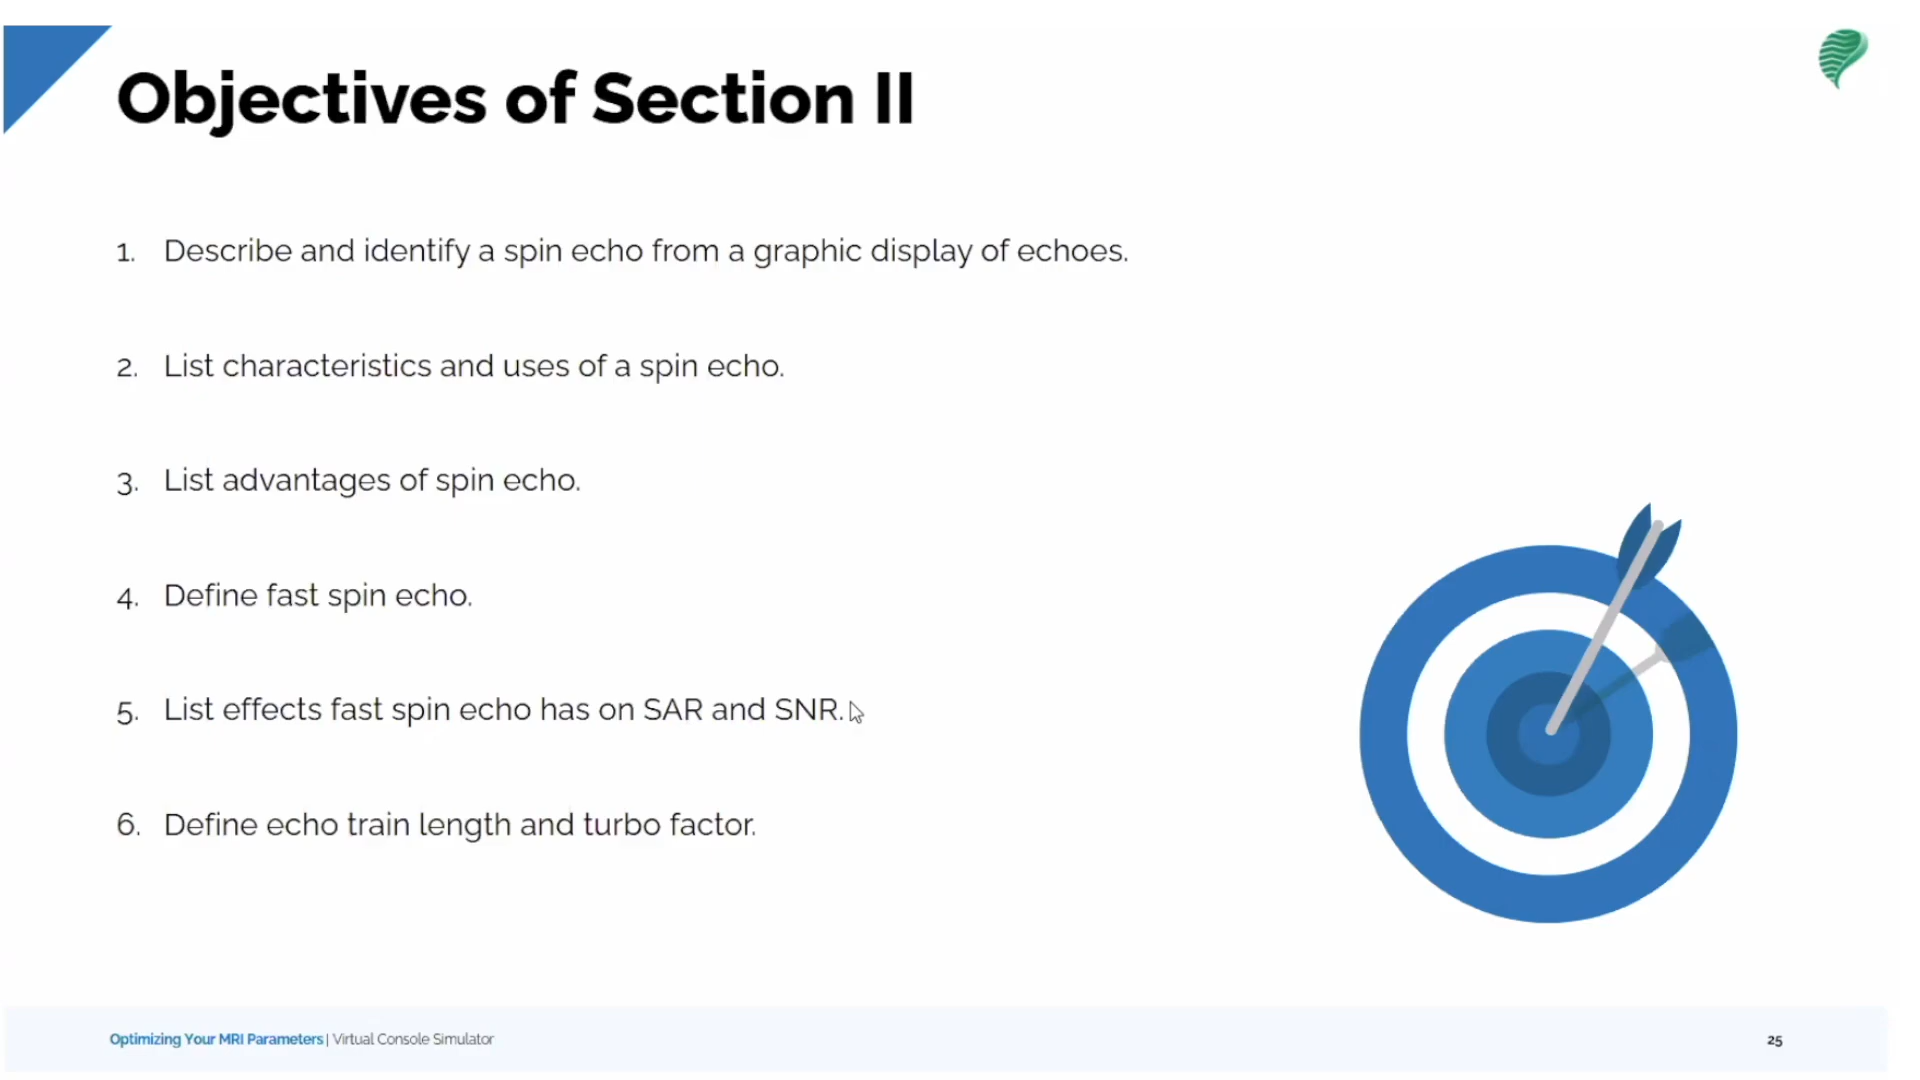 Objectives of Section II
1. Describe and identify a spin echo from a graphic display of echoes.
2. List characteristics and uses of a spin echo.
3. List advantages of spin echo.
4. Define fast spin echo.
5. List effects fast spin echo has on SAR and SNR.
6. Define echo train length and turbo factor.
Optimizing Your MRI Parameters | Virtual Console Simulator
25